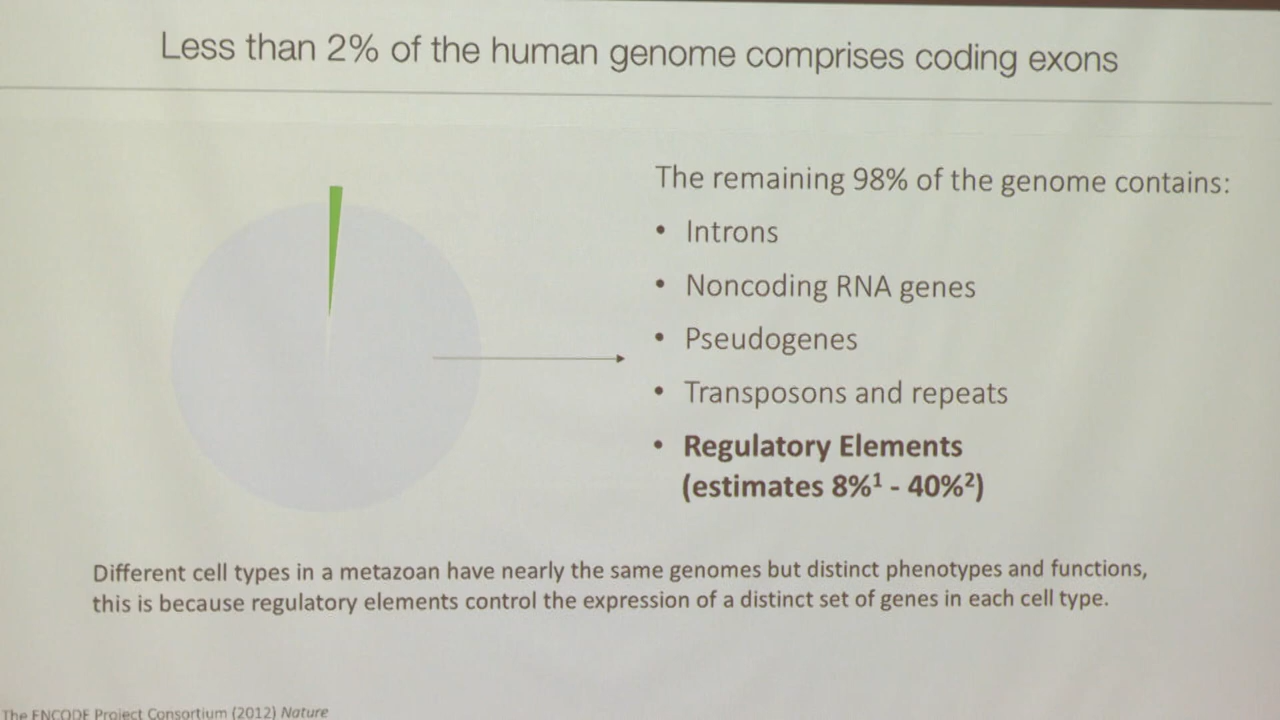 Less than 2% of the human genome comprises coding exons
The remaining 98% of the genome contains:
• Introns
• Noncoding RNA genes
• Pseudogenes
• Transposons and repeats
• Regulatory Elements
(estimates 8%¹ - 40%²)
Different cell types in a metazoan have nearly the same genomes but distinct phenotypes and functions,
this is because regulatory elements control the expression of a distinct set of genes in each cell type.
The ENCODE Project Consortium (2012) Nature